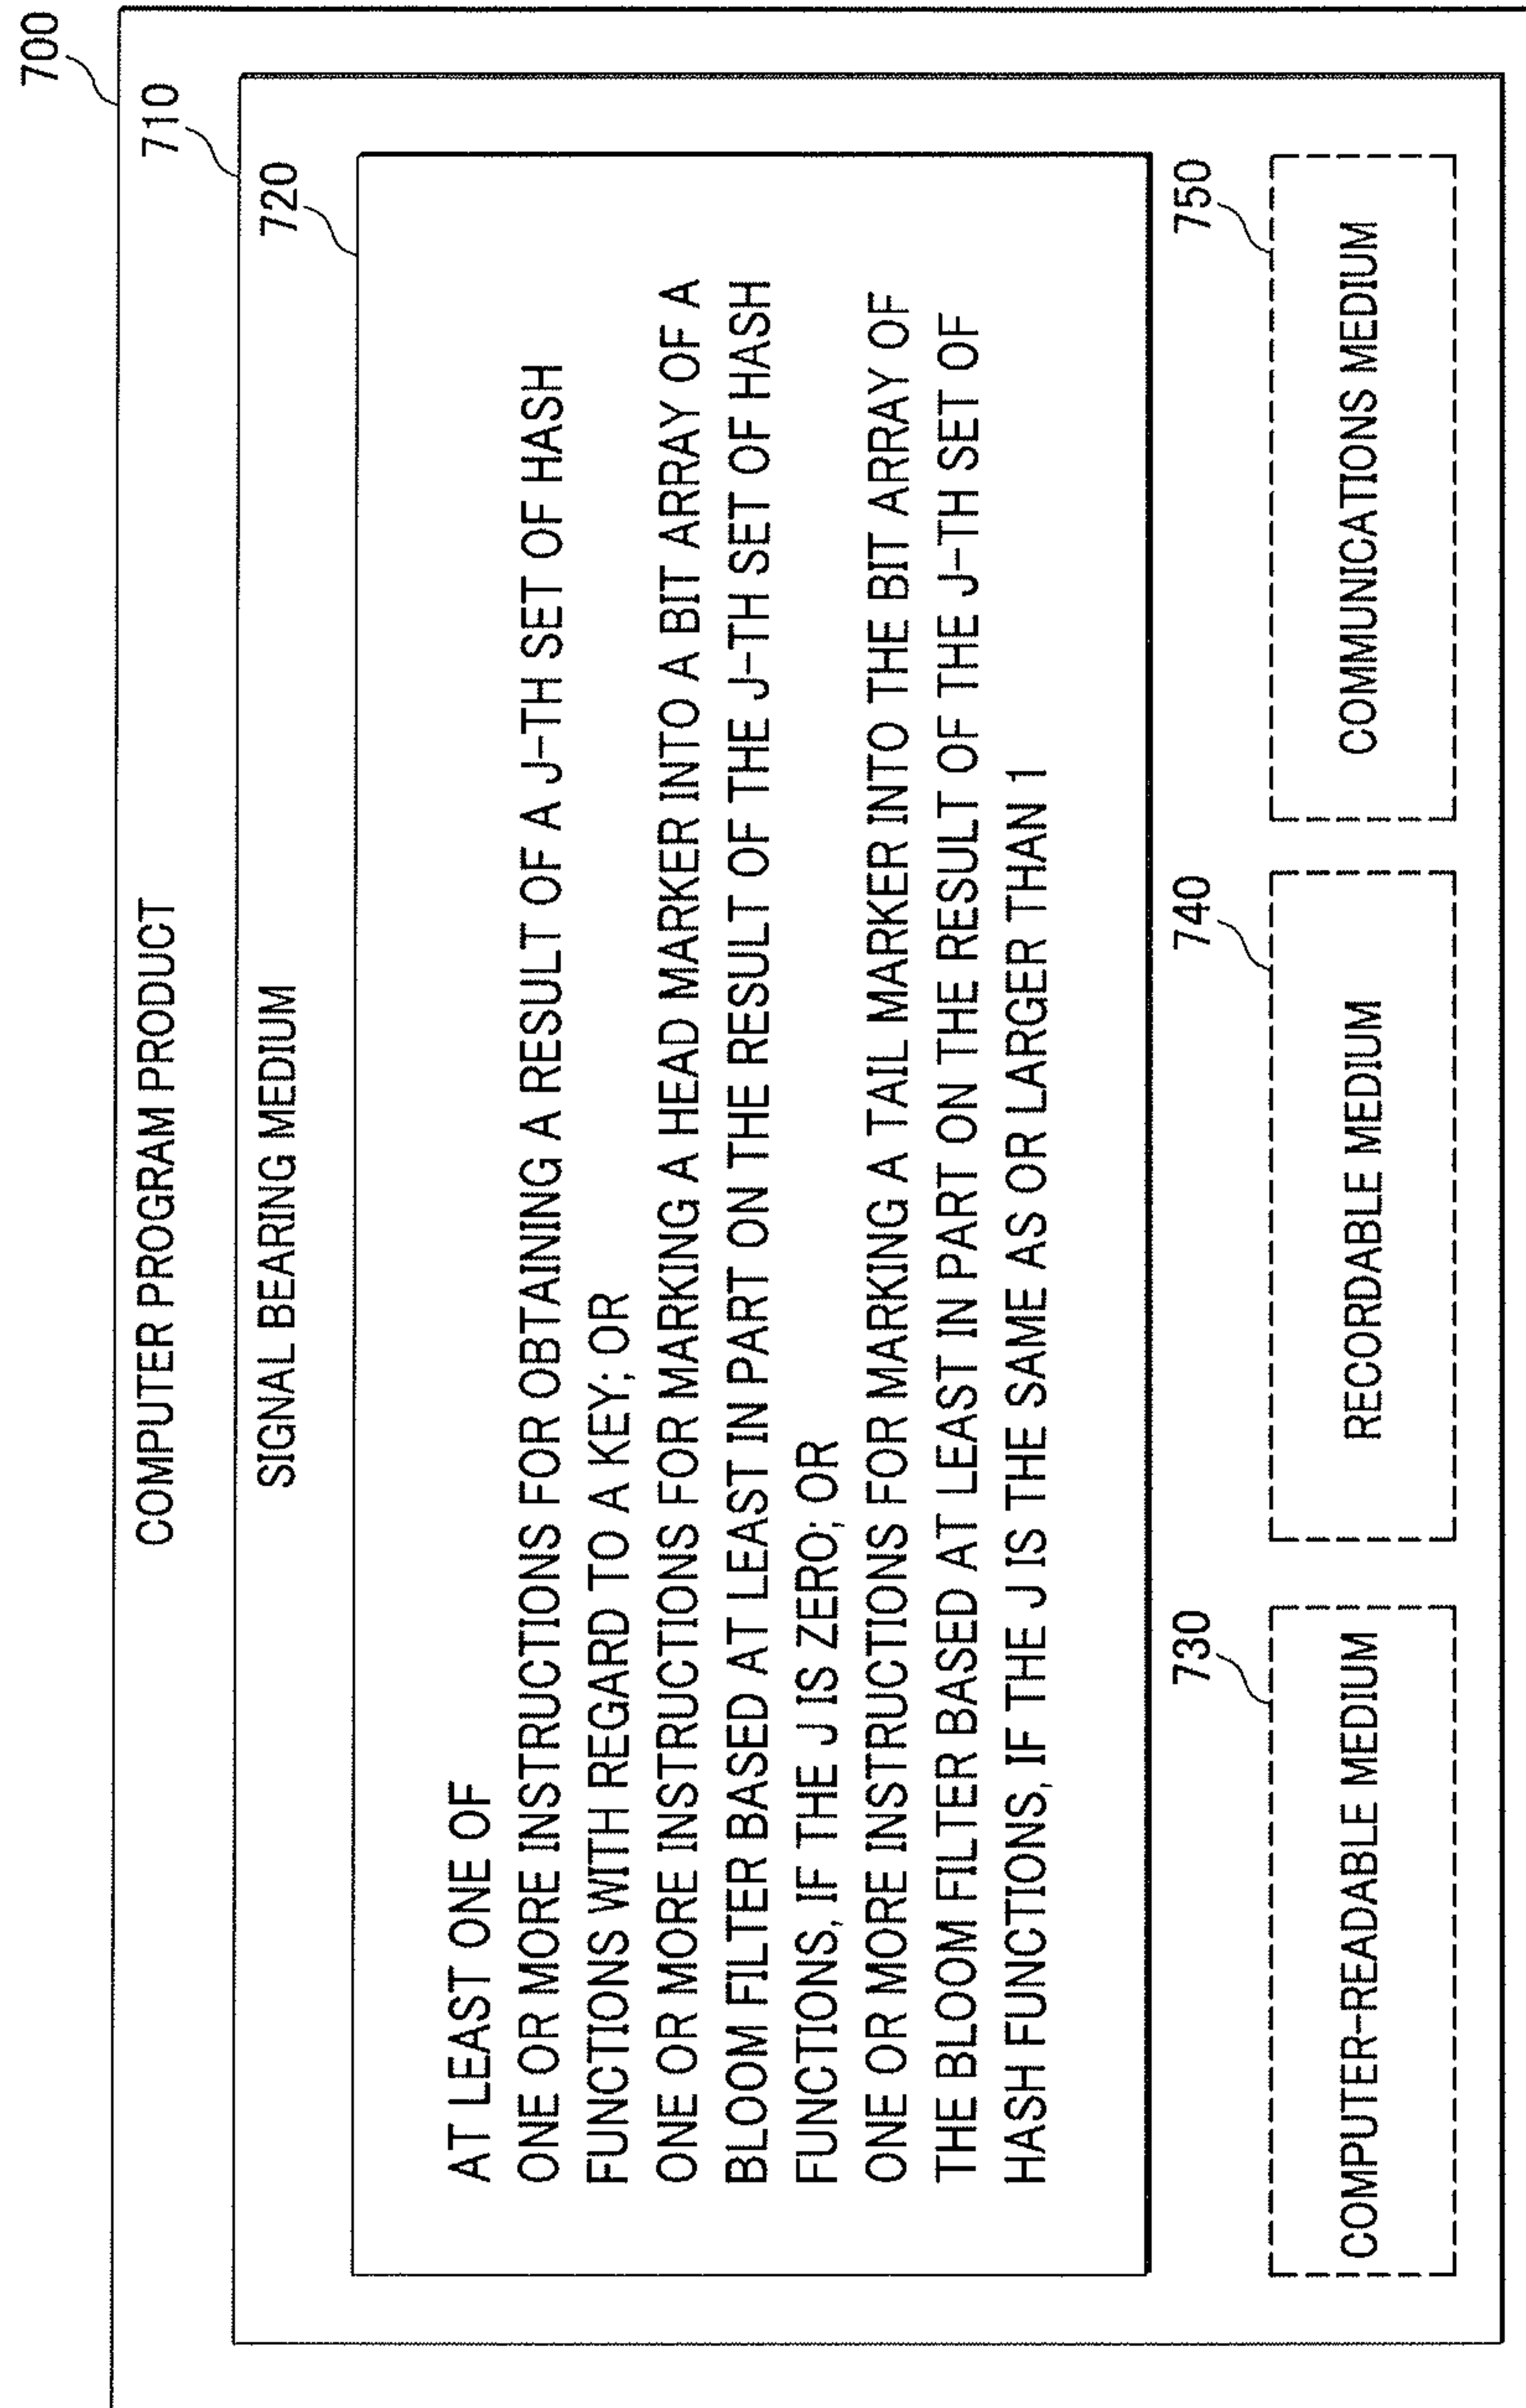 700
COMPUTER PROGRAM PRODUCT
710
SIGNAL BEARING MEDIUM
720
AT LEAST ONE OF
ONE OR MORE INSTRUCTIONS FOR OBTAINING A RESULT OF A J-TH SET OF HASH
FUNCTIONS WITH REGARD TO A KEY; OR
ONE OR MORE INSTRUCTIONS FOR MARKING A HEAD MARKER INTO A BIT ARRAY OF A
BLOOM FILTER BASED AT LEAST IN PART ON THE RESULT OF THE J-TH SET OF HASH
FUNCTIONS, IF THE J IS ZERO; OR
ONE OR MORE INSTRUCTIONS FOR MARKING A TAIL MARKER INTO THE BIT ARRAY OF
THE BLOOM FILTER BASED AT LEAST IN PART ON THE RESULT OF THE J-TH SET OF
HASH FUNCTIONS, IF THE J IS THE SAME AS OR LARGER THAN 1
730
COMPUTER-READABLE MEDIUM
740
RECORDABLE MEDIUM
750
COMMUNICATIONS MEDIUM